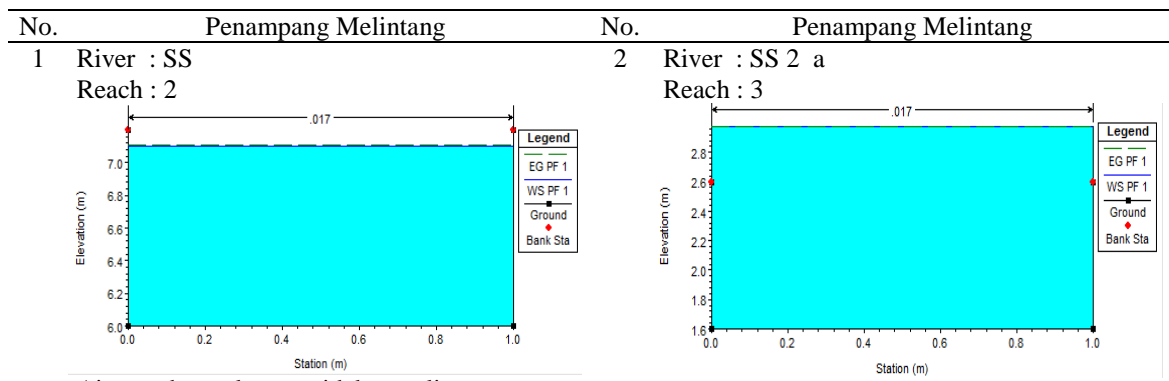 No. Penampang Melintang No. Penampang Melintang
1 River : SS
Reach : 2
.017
Legend
EG PF 1
WS PF 1
Ground
Bank Sta
Elevation (m)
7.0
6.8
6.6
6.4
6.2
6.0
0.0 0.2 0.4 0.6 0.8 1.0
Station (m)
2 River : SS 2 a
Reach : 3
.017
Legend
EG PF 1
WS PF 1
Ground
Bank Sta
Elevation (m)
2.8
2.6
2.4
2.2
2.0
1.8
1.6
0.0 0.2 0.4 0.6 0.8 1.0
Station (m)